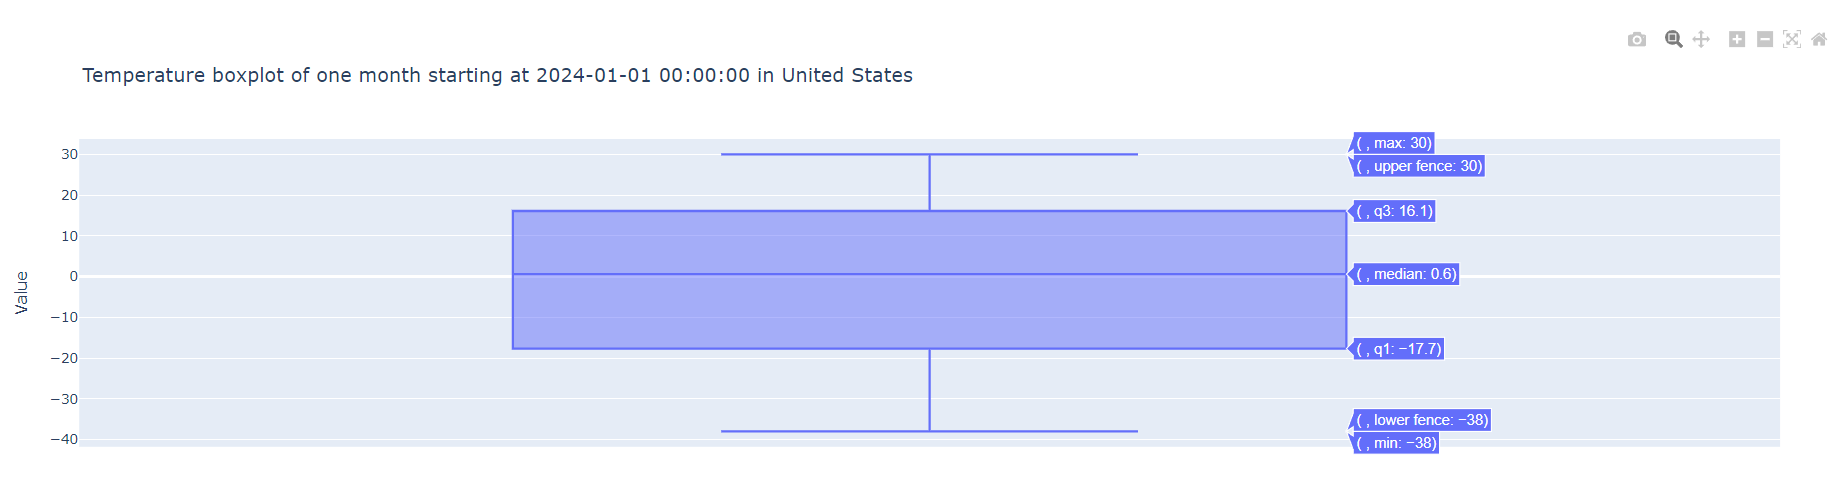 Temperature boxplot of one month starting at 2024-01-01 00:00:00 in United States
Value
30
20
10
0
−10
−20
−30
−40
( , max: 30)
( , upper fence: 30)
( , q3: 16.1)
( , median: 0.6)
( , q1: −17.7)
( , lower fence: −38)
( , min: −38)